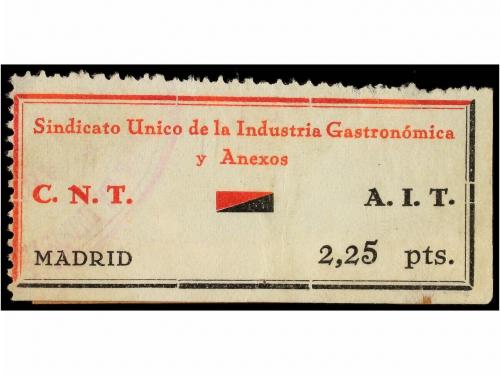 Sindicato Unico de la Industria Gastronómica
y Anexos
C. N. T. A. I. T.
MADRID 2,25 pts.